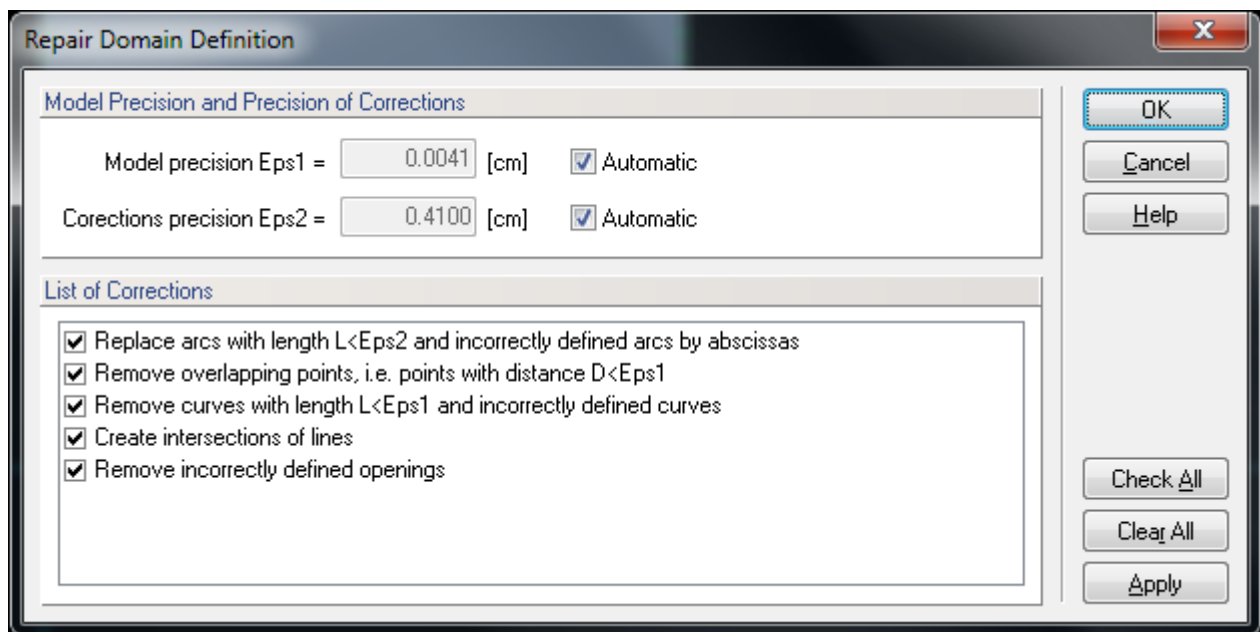 Repair Domain Definition
Model Precision and Precision of Corrections
Model precision Eps1 = 0.0041 [cm] Automatic
Corections precision Eps2 = 0.4100 [cm] Automatic
List of Corrections
Replace arcs with length L<Eps2 and incorrectly defined arcs by abscissas
Remove overlapping points, i.e. points with distance D<Eps1
Remove curves with length L<Eps1 and incorrectly defined curves
Create intersections of lines
Remove incorrectly defined openings
OK
Cancel
Help
Check All
Clear All
Apply